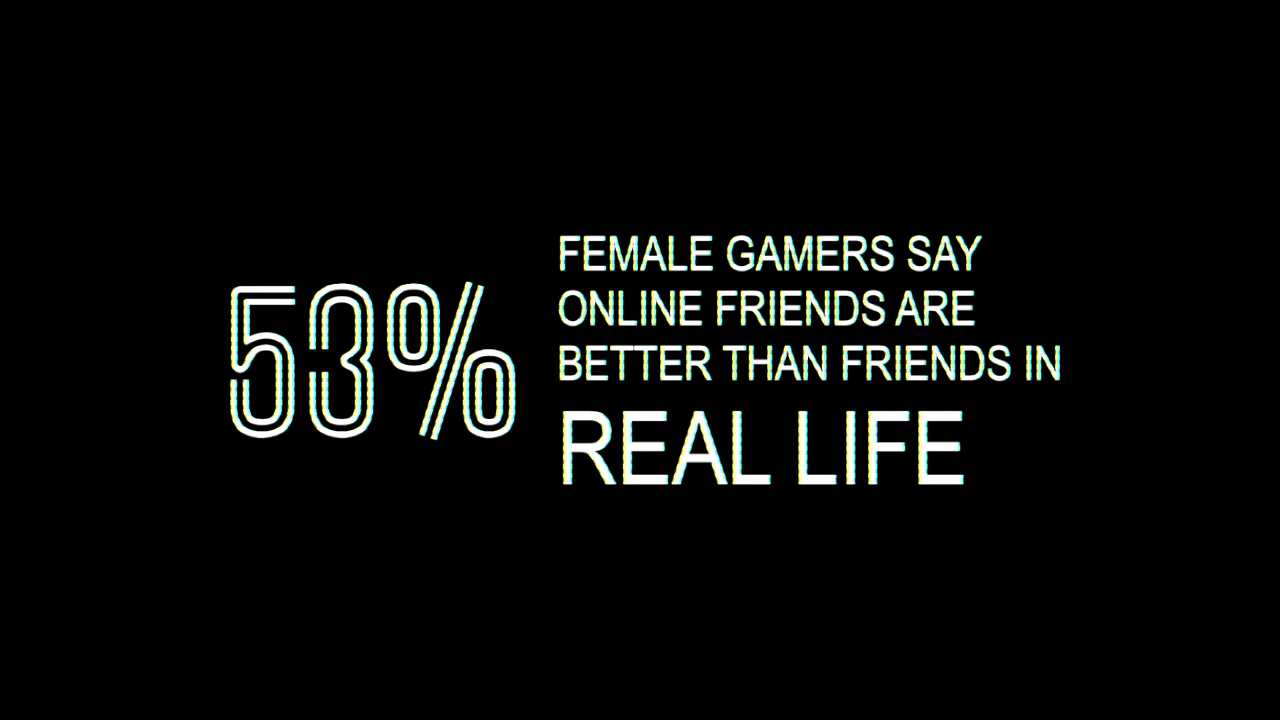 53%
FEMALE GAMERS SAY
ONLINE FRIENDS ARE
BETTER THAN FRIENDS IN
REAL LIFE